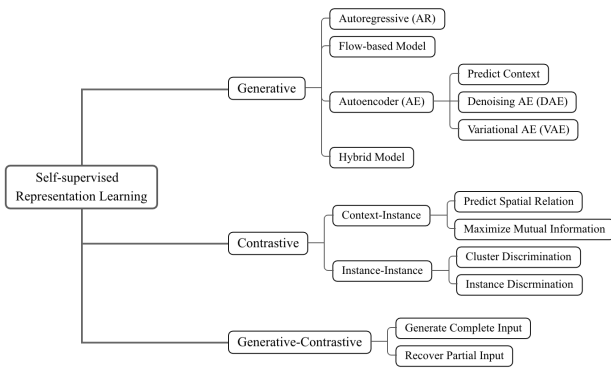 Self-supervised
Representation Learning
Generative
Autoregressive (AR)
Flow-based Model
Autoencoder (AE)
Predict Context
Denoising AE (DAE)
Variational AE (VAE)
Hybrid Model
Contrastive
Context-Instance
Predict Spatial Relation
Maximize Mutual Information
Instance-Instance
Cluster Discrimination
Instance Discrmination
Generative-Contrastive
Generate Complete Input
Recover Partial Input